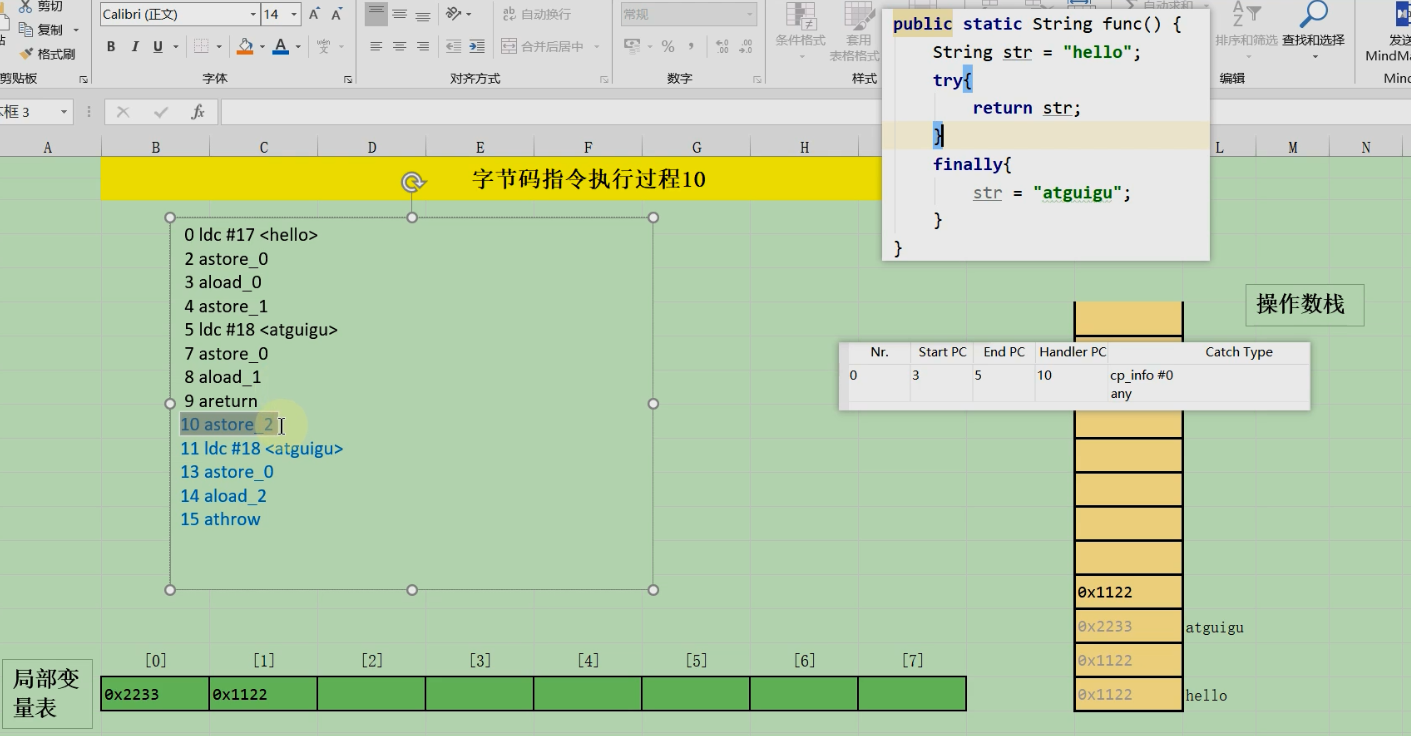 剪切
Calibri (正文)
14
A A
自动换行
常规
复制
格式刷
B I U
A
合并后居中
%
条件格式
套用
表格格式
排序和筛选 查找和选择
发送
MindMa
剪贴板
字体
对齐方式
数字
样式
编辑
Mind
框 3
fx
A B C D E F G H L M N
字节码指令执行过程10
public static String func() {
String str = "hello";
try{
return str;
}
finally{
str = "atguigu";
}
}
0 ldc #17 <hello>
2 astore_0
3 aload_0
4 astore_1
5 ldc #18 <atguigu>
7 astore_0
8 aload_1
9 areturn
10 astore_2
11 ldc #18 <atguigu>
13 astore_0
14 aload_2
15 athrow
操作数栈
Nr. Start PC End PC Handler PC Catch Type
0 3 5 10 cp_info #0
any
0x1122
0x2233 atguigu
0x1122
0x1122 hello
[0] [1] [2] [3] [4] [5] [6] [7]
局部变
量表
0x2233 0x1122